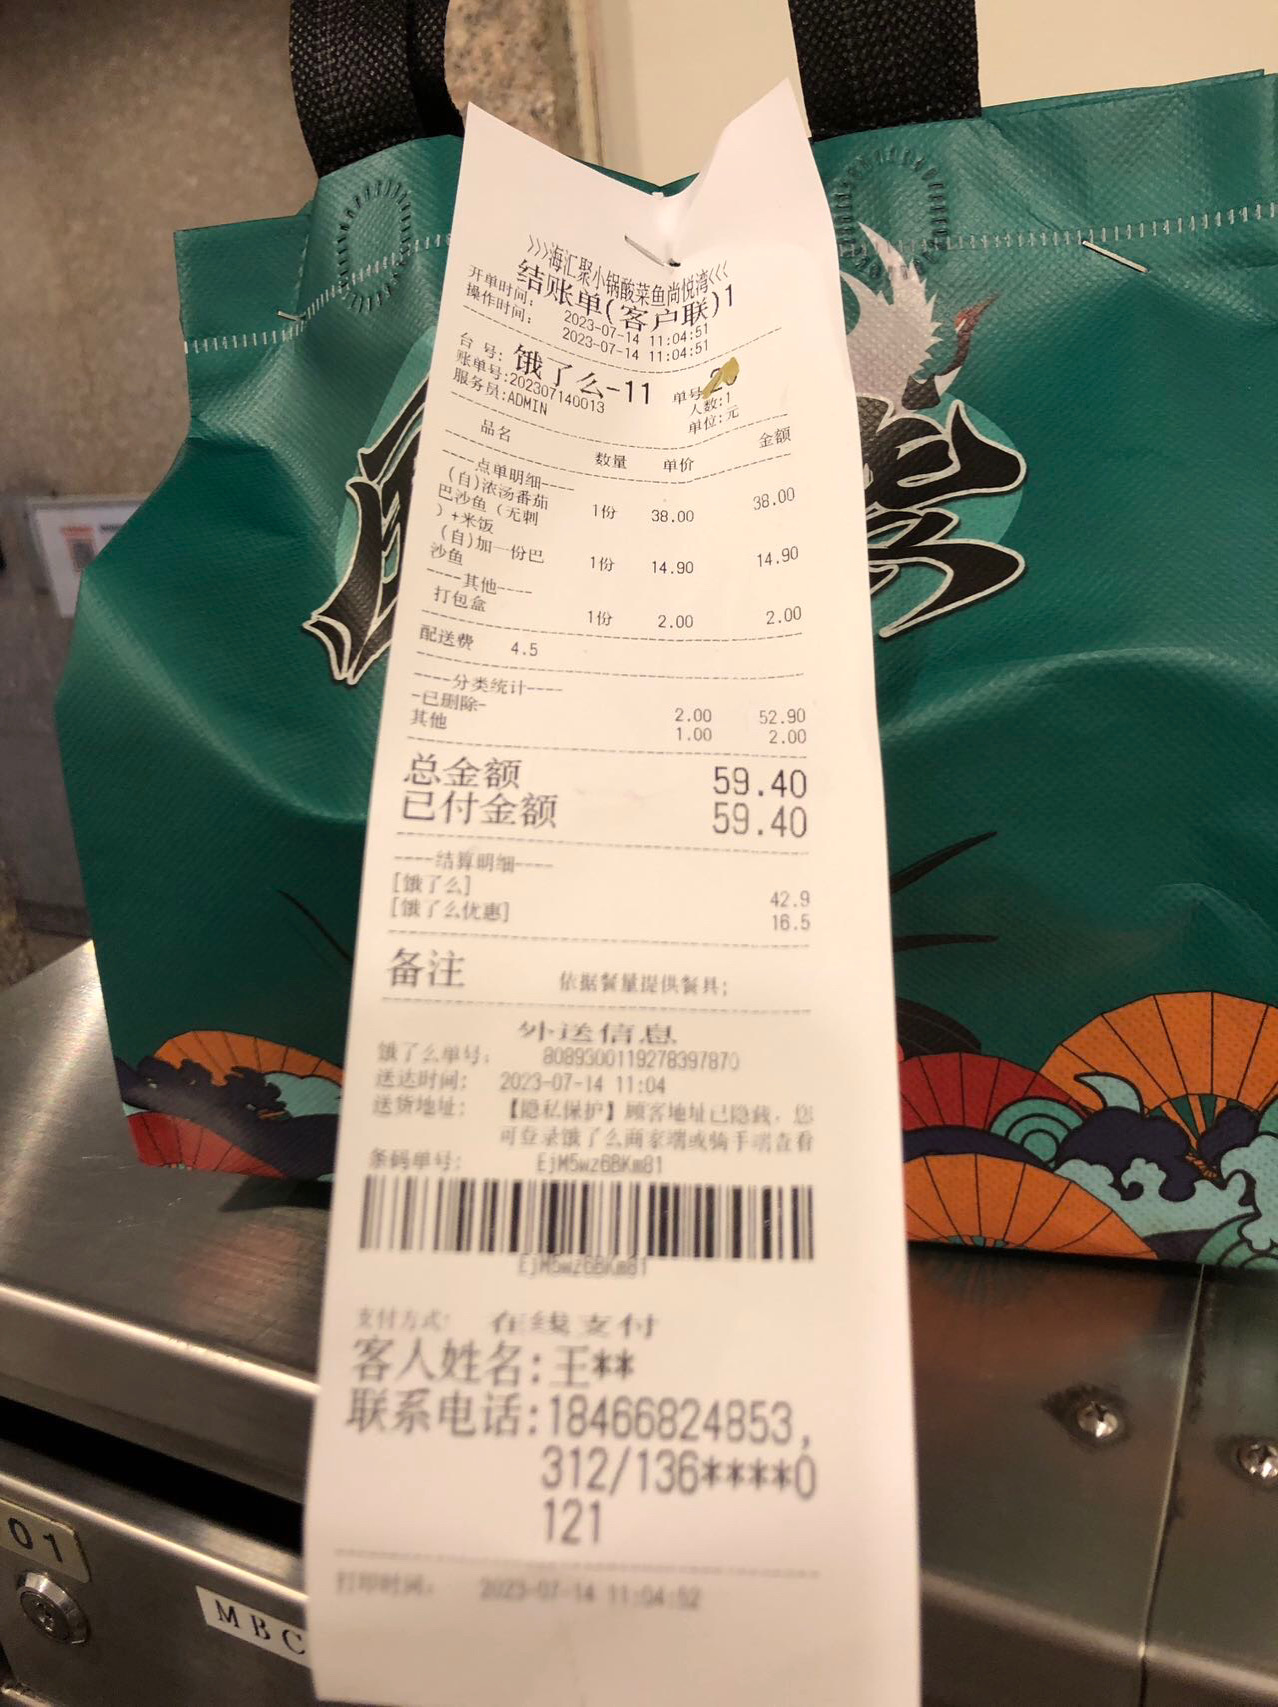 >>>海汇聚小锅酸菜鱼尚悦湾<<<
结账单(客户联)1
开单时间: 2023-07-14 11:04:51
操作时间: 2023-07-14 11:04:51
台 号: 饿了么-11 单号
账单号:202307140013 人数:1
服务员:ADMIN 单位:元
品名 数量 单价 金额
----点单明细----
(自)浓汤番茄 1份 38.00 38.00
巴沙鱼(无刺
)+米饭
(自)加一份巴 1份 14.90 14.90
沙鱼
----其他----
打包盒 1份 2.00 2.00
配送费 4.5
----分类统计----
-已删除- 2.00 52.90
其他 1.00 2.00
总金额 59.40
已付金额 59.40
----结算明细----
[饿了么] 42.9
[饿了么优惠] 16.5
备注 依据餐量提供餐具;
外送信息
饿了么单号: 8089300119278397870
送达时间: 2023-07-14 11:04
送货地址: 【隐私保护】顾客地址已隐藏,您
可登录饿了么商家端或骑手端查看
条码单号: EjM5wz6BKm81
EjM5wz6BKm81
支付方式: 在线支付
客人姓名:王**
联系电话:18466824853,
312/136****0
121
打印时间: 2023-07-14 11:04:52
01
MBC